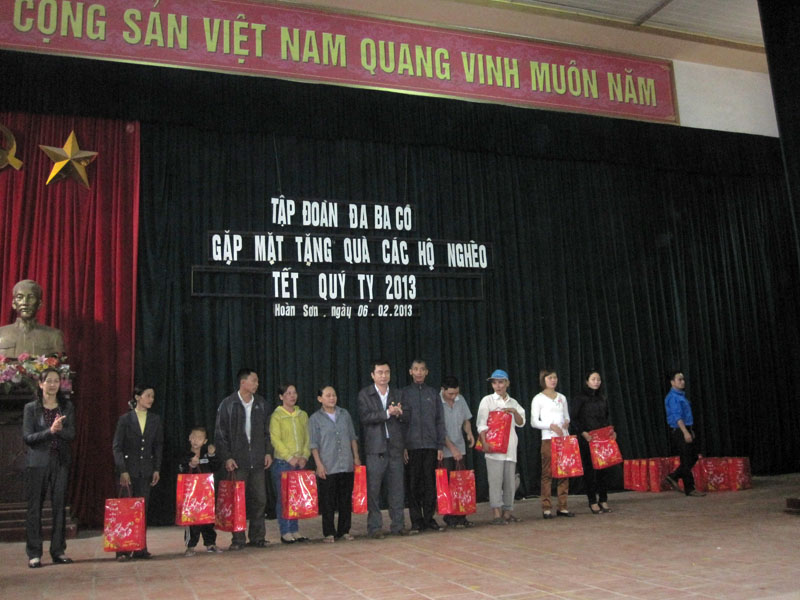 CỘNG SẢN VIỆT NAM QUANG VINH MUÔN NĂM
TẬP ĐOÀN ĐA BA CÔ
GẶP MẶT TẶNG QUÀ CÁC HỘ NGHÈO
TẾT QUÝ TỴ 2013
Hoàn Sơn, ngày 06.02.2013